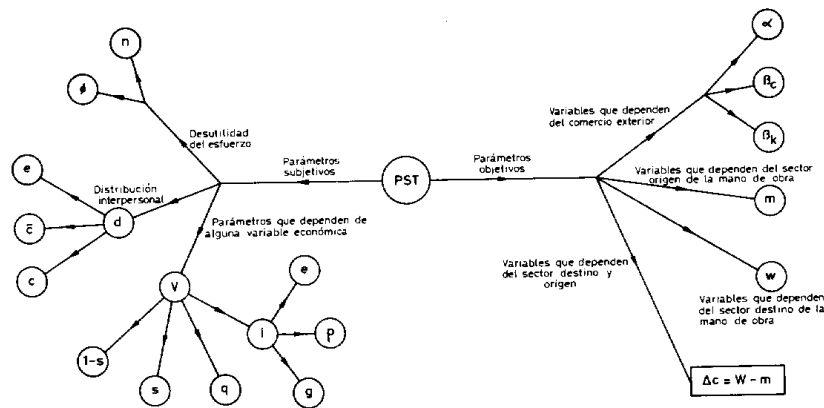 n
ϕ
Desutilidad
del esfuerzo
e
Distribución
interpersonal
d
c̄
c
Parámetros
subjetivos
PST
Parámetros
objetivos
Parámetros que dependen de
alguna variable económica
V
1-s
s
q
i
e
ρ
g
Variables que dependen
del comercio exterior
α
βc
βk
Variables que dependen del sector
origen de la mano de obra
m
w
Variables que dependen
del sector destino de la
mano de obra
Variables que dependen
del sector destino y
origen
Δc = W - m